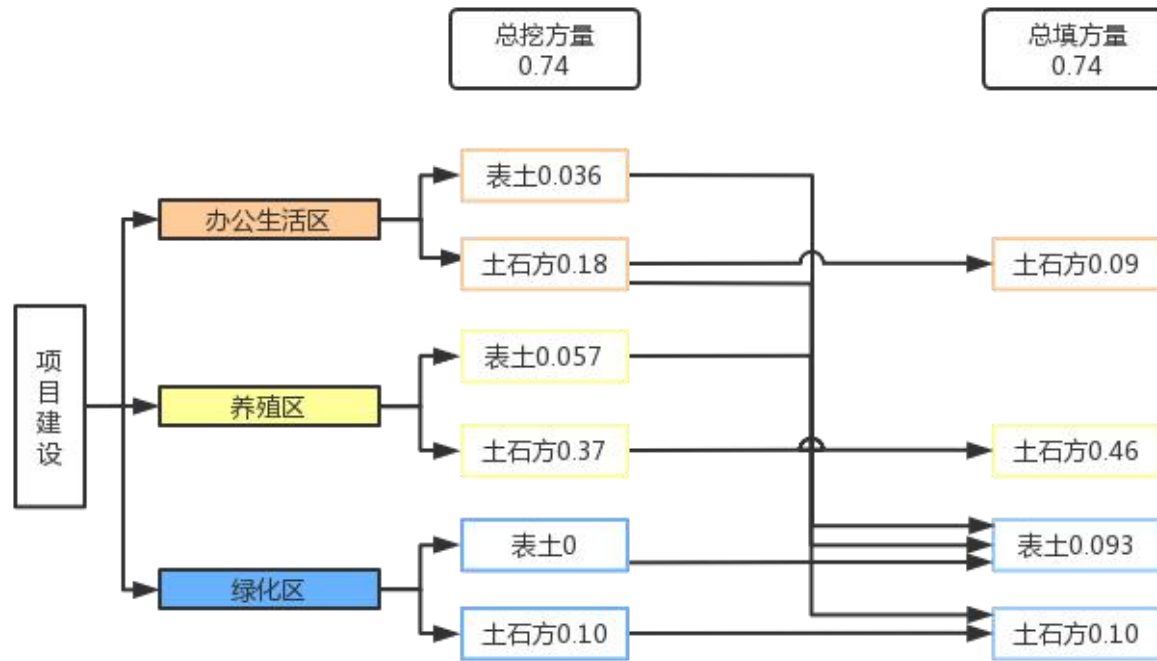 总挖方量
0.74
总填方量
0.74
表土0.036
办公生活区
土石方0.18
土石方0.09
项
目
建
设
表土0.057
养殖区
土石方0.37
土石方0.46
表土0
表土0.093
绿化区
土石方0.10
土石方0.10